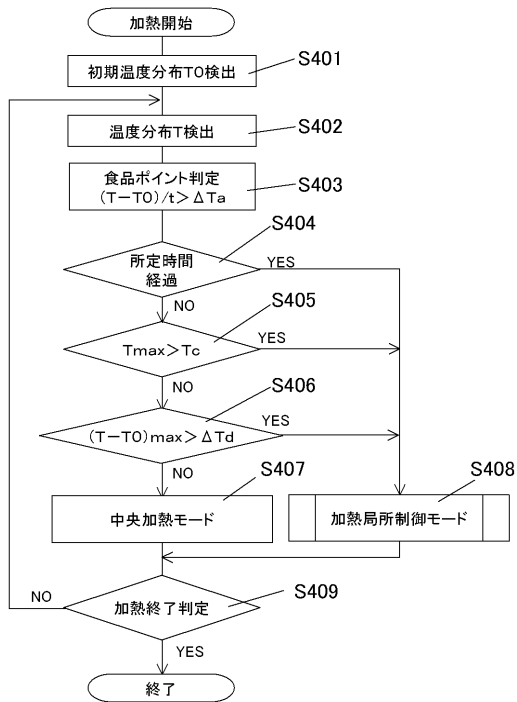 加熱開始
初期温度分布T0検出
S401
温度分布T検出
S402
食品ポイント判定
(T－T0)/t＞ΔTa
S403
所定時間
経過
S404
YES
NO
Tmax＞Tc
S405
YES
NO
(T－T0)max＞ΔTd
S406
YES
NO
中央加熱モード
S407
加熱局所制御モード
S408
加熱終了判定
S409
NO
YES
終了